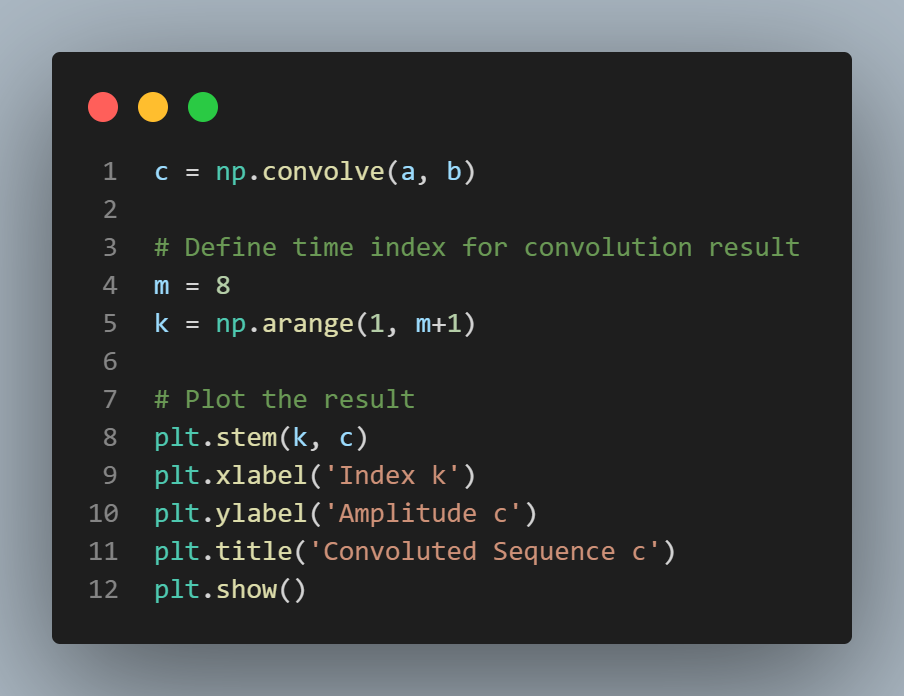 1 c = np.convolve(a, b)
2
3 # Define time index for convolution result
4 m = 8
5 k = np.arange(1, m+1)
6
7 # Plot the result
8 plt.stem(k, c)
9 plt.xlabel('Index k')
10 plt.ylabel('Amplitude c')
11 plt.title('Convoluted Sequence c')
12 plt.show()